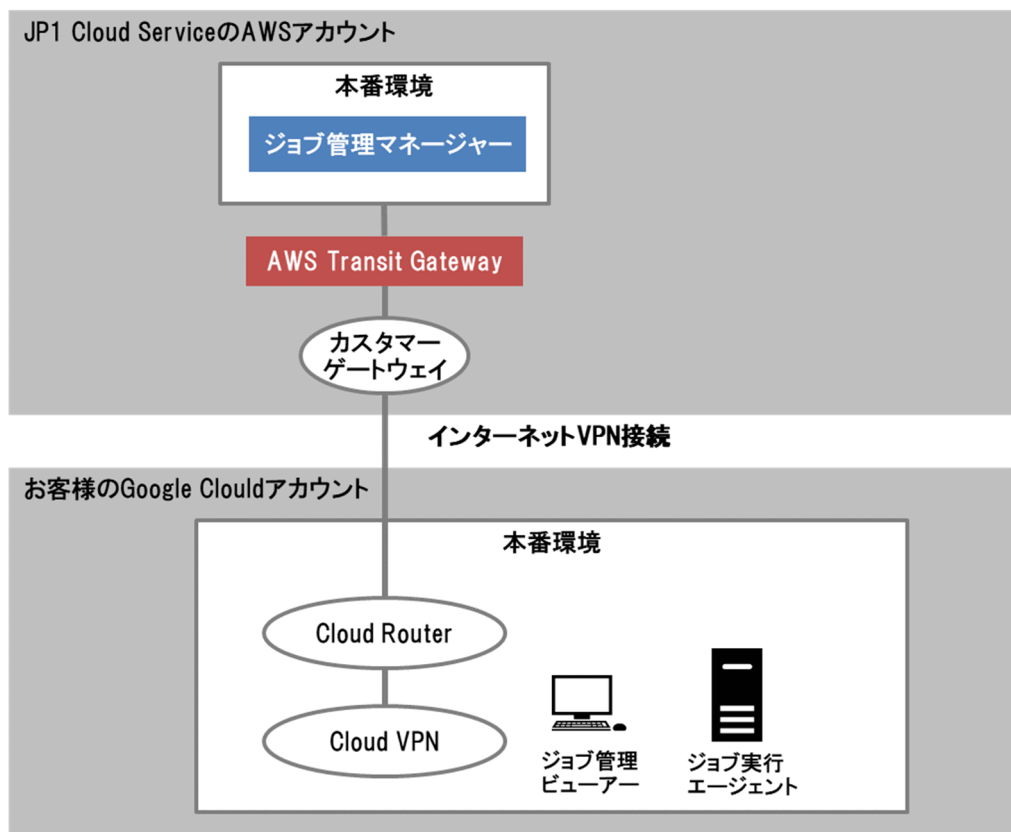 JP1 Cloud ServiceのAWSアカウント
本番環境
ジョブ管理マネージャー
AWS Transit Gateway
カスタマー
ゲートウェイ
インターネットVPN接続
お客様のGoogle Clouldアカウント
本番環境
Cloud Router
Cloud VPN
ジョブ管理
ビューアー
ジョブ実行
エージェント